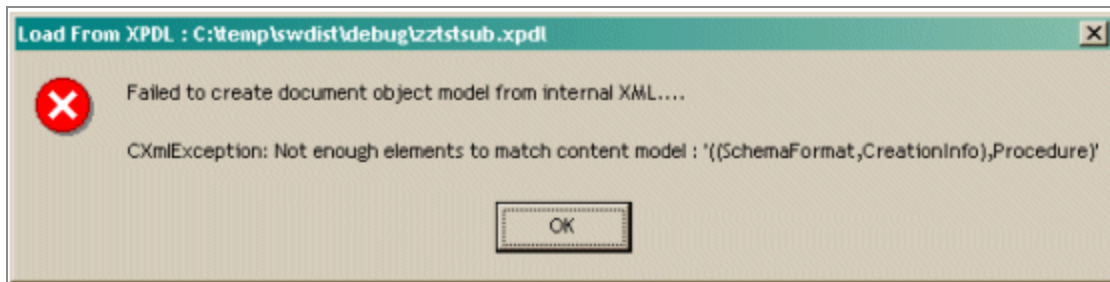 Load From XPDL : C:\temp\swdist\debug\zztstsub.xpdl
Failed to create document object model from internal XML....
CXmlException: Not enough elements to match content model : '((SchemaFormat,CreationInfo),Procedure)'
OK